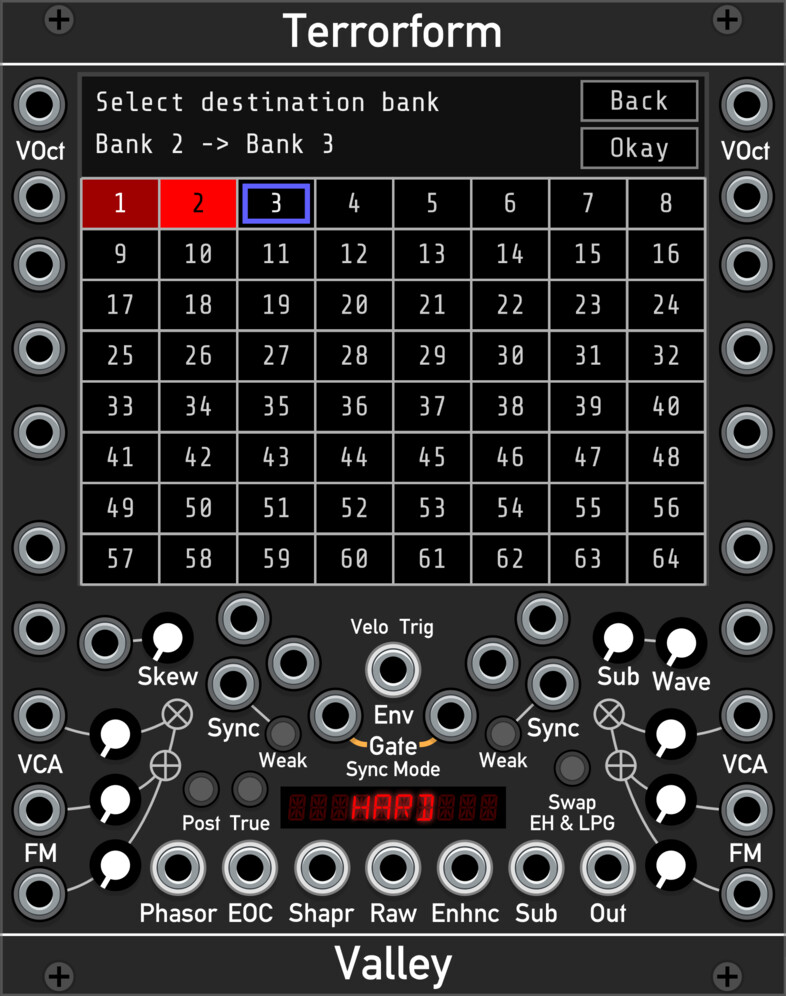 Terrorform
Select destination bank
Back
Bank 2 -> Bank 3
Okay
VOct
VOct
1 2 3 4 5 6 7 8
9 10 11 12 13 14 15 16
17 18 19 20 21 22 23 24
25 26 27 28 29 30 31 32
33 34 35 36 37 38 39 40
41 42 43 44 45 46 47 48
49 50 51 52 53 54 55 56
57 58 59 60 61 62 63 64
Velo Trig
Skew
Sub Wave
Env
Sync
Sync
Gate
Weak
Weak
VCA
VCA
Sync Mode
HARD
Post True
Swap
EH & LPG
FM
FM
Phasor EOC Shapr Raw Enhnc Sub Out
Valley